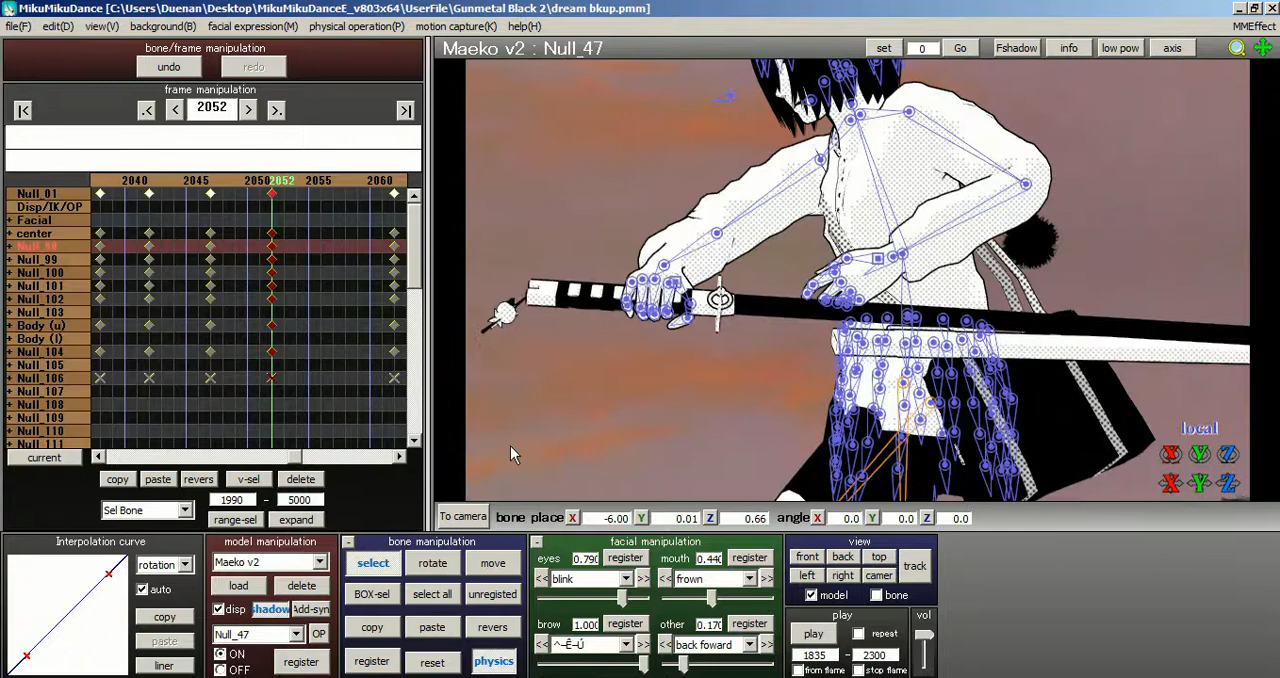 MikuMikuDance [C:\Users\Duenan\Desktop\MikuMikuDanceE_v803x64\UserFile\Gunmetal Black 2\dream bkup.pmm]
file(F) edit(D) view(V) background(B) facial expression(M) physical operation(P) motion capture(K) help(H) MMEffect
bone/frame manipulation
undo redo
frame manipulation
.< < 2052 > >.
2040 2045 2050 2052 2055 2060
Null_01
Disp/IK/OP
+ Facial
+ center
+ Null_98
+ Null_99
+ Null_100
+ Null_101
+ Null_102
+ Null_103
+ Body (u)
+ Body (l)
+ Null_104
+ Null_105
+ Null_106
+ Null_107
+ Null_108
+ Null_109
+ Null_110
+ Null_111
current
copy paste revers v-sel delete
Sel Bone 1990 - 5000
range-sel expand
Maeko v2 : Null_47 set 0 Go Fshadow info low pow axis
local
X Y Z
X Y Z
To camera bone place X -6.00 Y 0.01 Z 0.66 angle X 0.0 Y 0.0 Z 0.0
Interpolation curve
rotation
auto
copy
paste
liner
model manipulation
Maeko v2
load delete
disp shadow Add-syn
Null_47 OP
ON
OFF
register
bone manipulation
select rotate move
BOX-sel select all unregisted
copy paste revers
register reset physics
facial manipulation
eyes 0.790 register mouth 0.440 register
<< blink >> << frown >>
brow 1.000 register other 0.170 register
<< ^-Ê-Ú >> << back foward >>
view
front back top track
left right camer
model bone
play
play repeat
1835 - 2300
from flame stop flame
vol